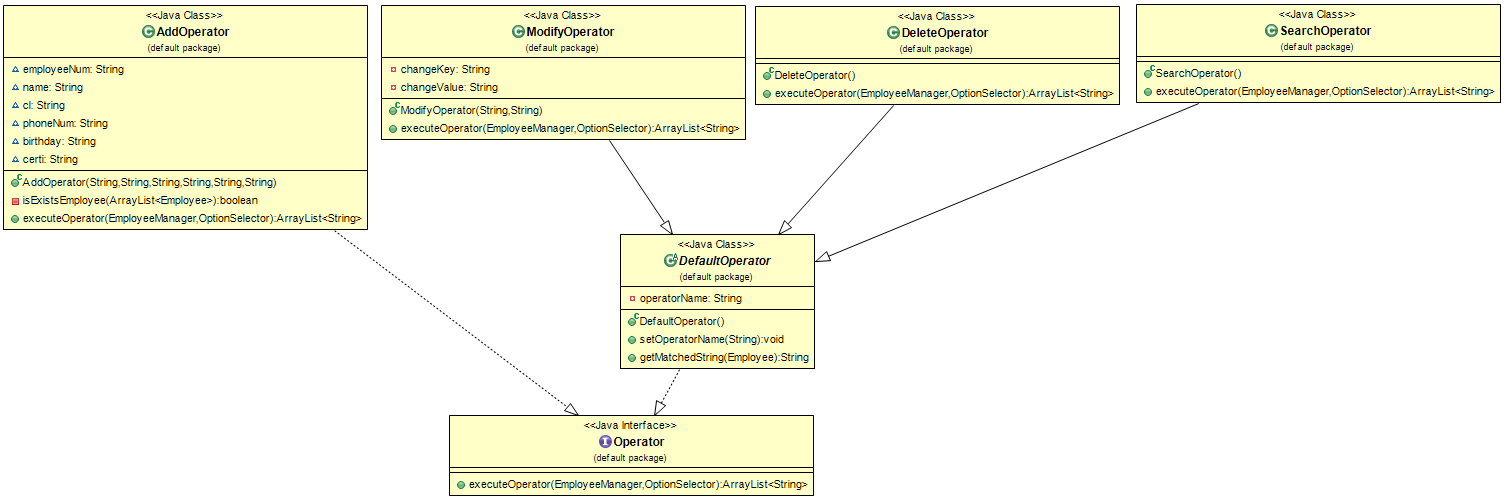 <<Java Class>>
AddOperator
(default package)
employeeNum: String
name: String
cl: String
phoneNum: String
birthday: String
certi: String
AddOperator(String,String,String,String,String,String)
isExistsEmployee(ArrayList<Employee>):boolean
executeOperator(EmployeeManager,OptionSelector):ArrayList<String>
<<Java Class>>
ModifyOperator
(default package)
changeKey: String
changeValue: String
ModifyOperator(String,String)
executeOperator(EmployeeManager,OptionSelector):ArrayList<String>
<<Java Class>>
DeleteOperator
(default package)
DeleteOperator()
executeOperator(EmployeeManager,OptionSelector):ArrayList<String>
<<Java Class>>
SearchOperator
(default package)
SearchOperator()
executeOperator(EmployeeManager,OptionSelector):ArrayList<String>
<<Java Class>>
DefaultOperator
(default package)
operatorName: String
DefaultOperator()
setOperatorName(String):void
getMatchedString(Employee):String
<<Java Interface>>
Operator
(default package)
executeOperator(EmployeeManager,OptionSelector):ArrayList<String>